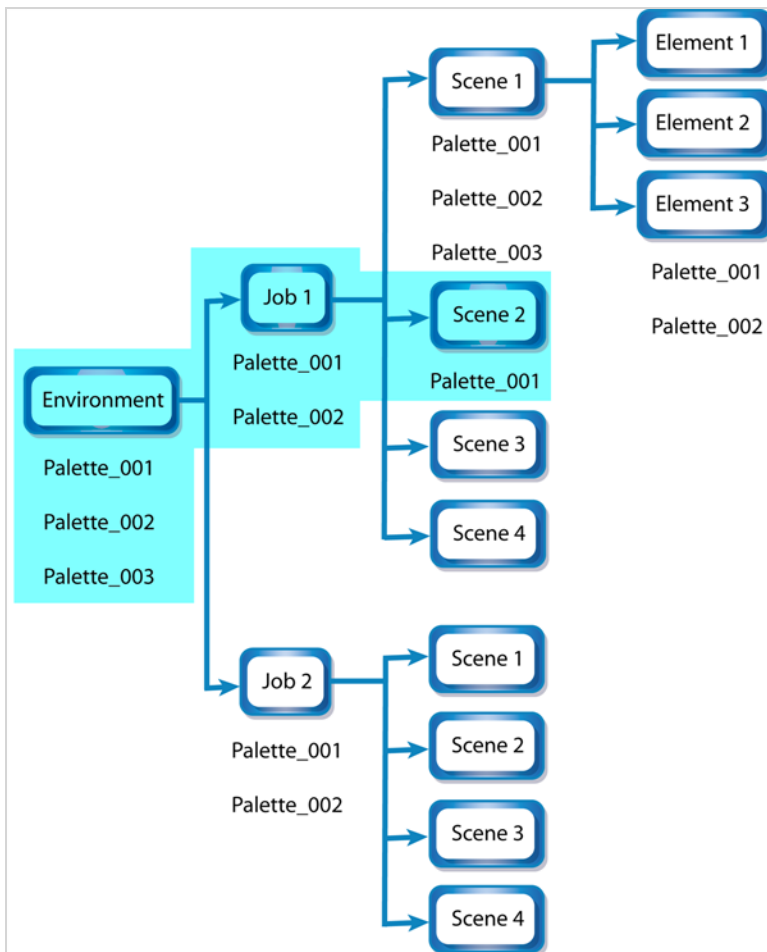 Environment
Palette_001
Palette_002
Palette_003
Job 1
Palette_001
Palette_002
Scene 1
Palette_001
Palette_002
Palette_003
Element 1
Element 2
Element 3
Palette_001
Palette_002
Scene 2
Palette_001
Scene 3
Scene 4
Job 2
Palette_001
Palette_002
Scene 1
Scene 2
Scene 3
Scene 4